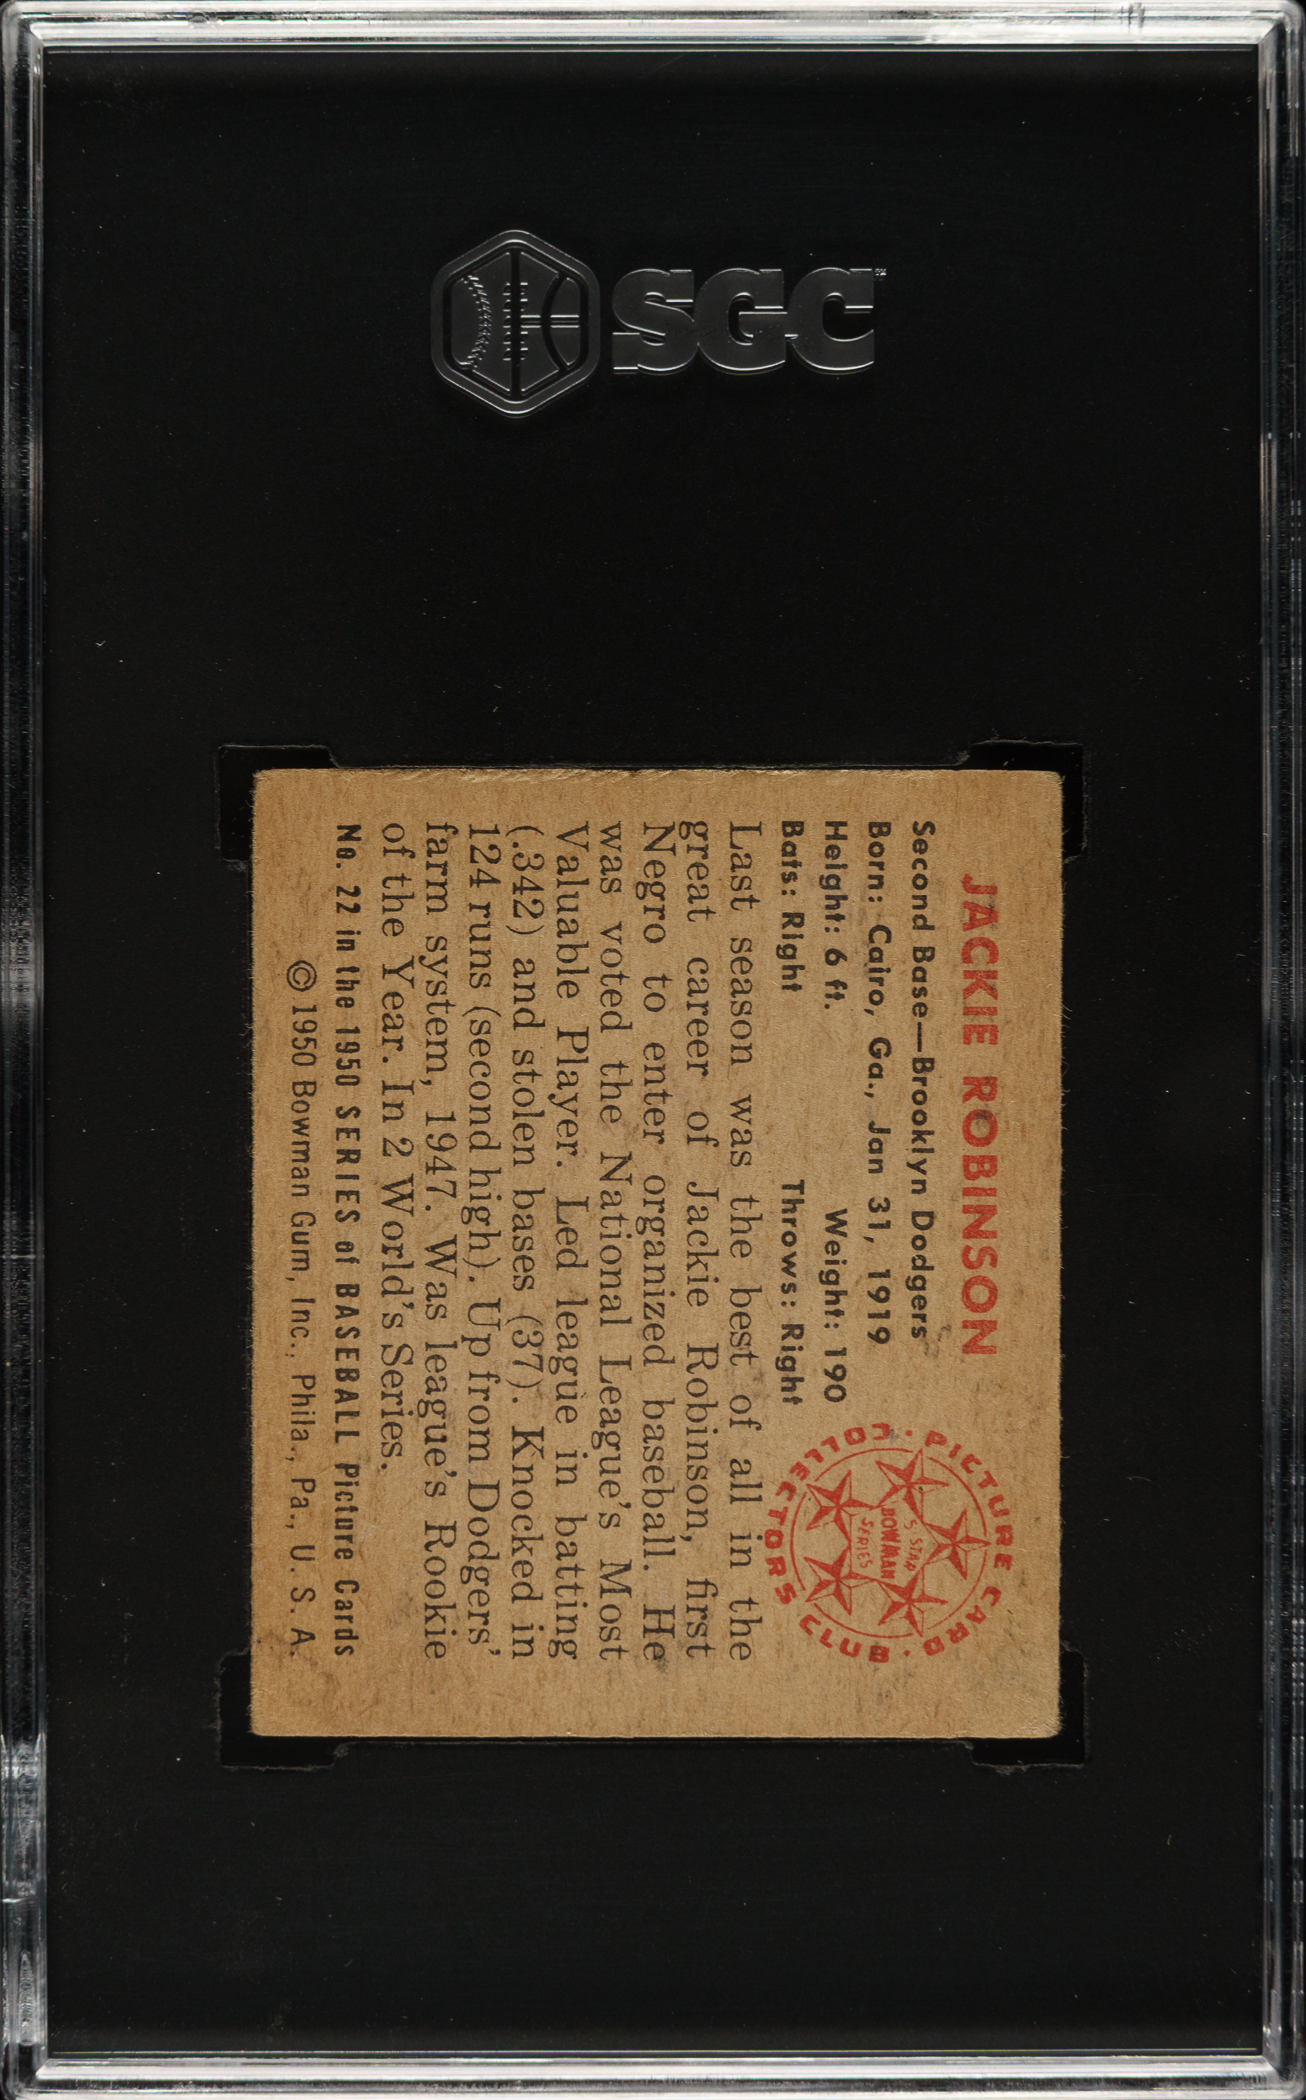 SGC
JACKIE ROBINSON
Second Base—Brooklyn Dodgers
Born: Cairo, Ga., Jan 31, 1919
Height: 6 ft. Weight: 190
Bats: Right Throws: Right
PICTURE CARD · COLLECTORS CLUB ·
5-STAR
BOWMAN
SERIES
Last season was the best of all in the
great career of Jackie Robinson, first
Negro to enter organized baseball. He
was voted the National League's Most
Valuable Player. Led league in batting
(.342) and stolen bases (37). Knocked in
124 runs (second high). Up from Dodgers'
farm system, 1947. Was league's Rookie
of the Year. In 2 World's Series.
No. 22 in the 1950 SERIES of BASEBALL Picture Cards
© 1950 Bowman Gum, Inc., Phila., Pa., U. S. A.